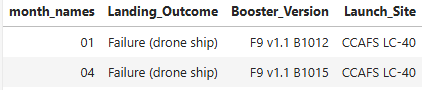 month_names Landing_Outcome Booster_Version Launch_Site
01 Failure (drone ship) F9 v1.1 B1012 CCAFS LC-40
04 Failure (drone ship) F9 v1.1 B1015 CCAFS LC-40